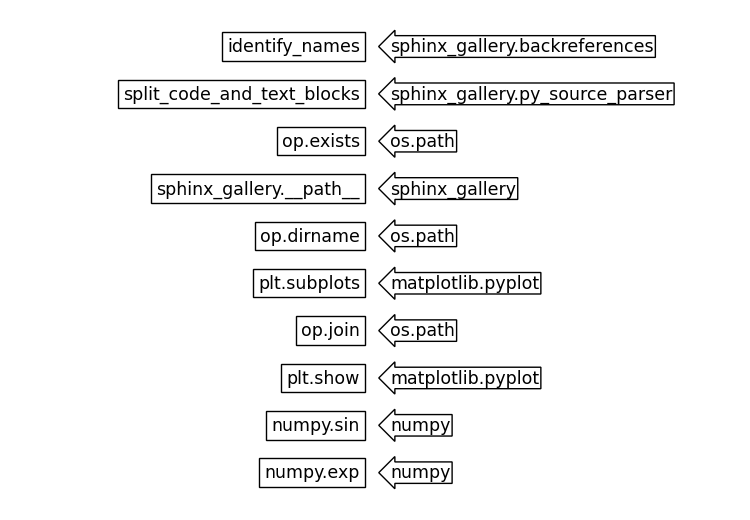 identify_names sphinx_gallery.backreferences
split_code_and_text_blocks sphinx_gallery.py_source_parser
op.exists os.path
sphinx_gallery.__path__ sphinx_gallery
op.dirname os.path
plt.subplots matplotlib.pyplot
op.join os.path
plt.show matplotlib.pyplot
numpy.sin numpy
numpy.exp numpy